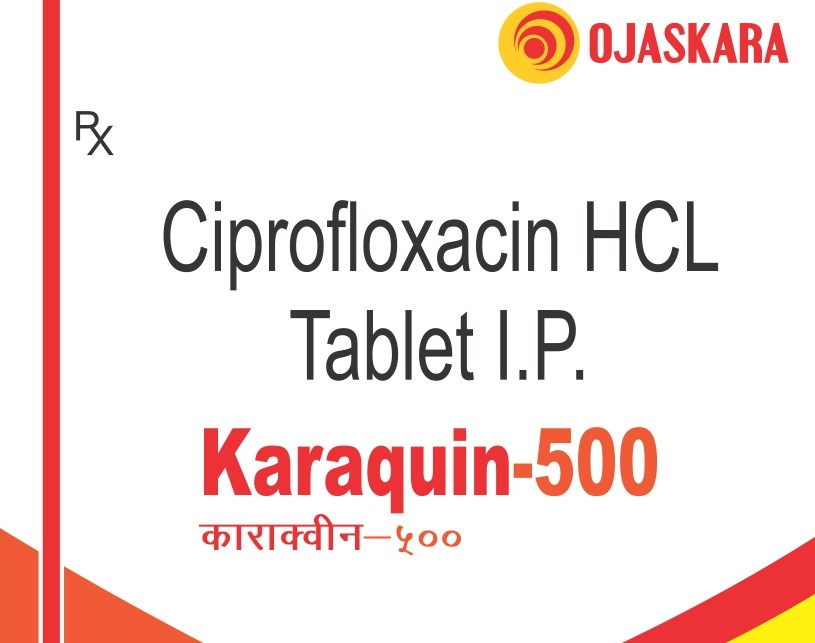 OJASKARA
Rx
Ciprofloxacin HCL
Tablet I.P.
Karaquin-500
काराक्वीन–५००